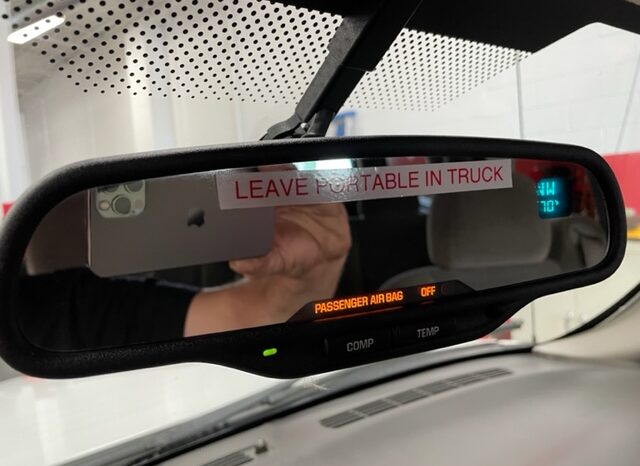 LEAVE PORTABLE IN TRUCK
NW
70°
PASSENGER AIR BAG OFF
COMP TEMP